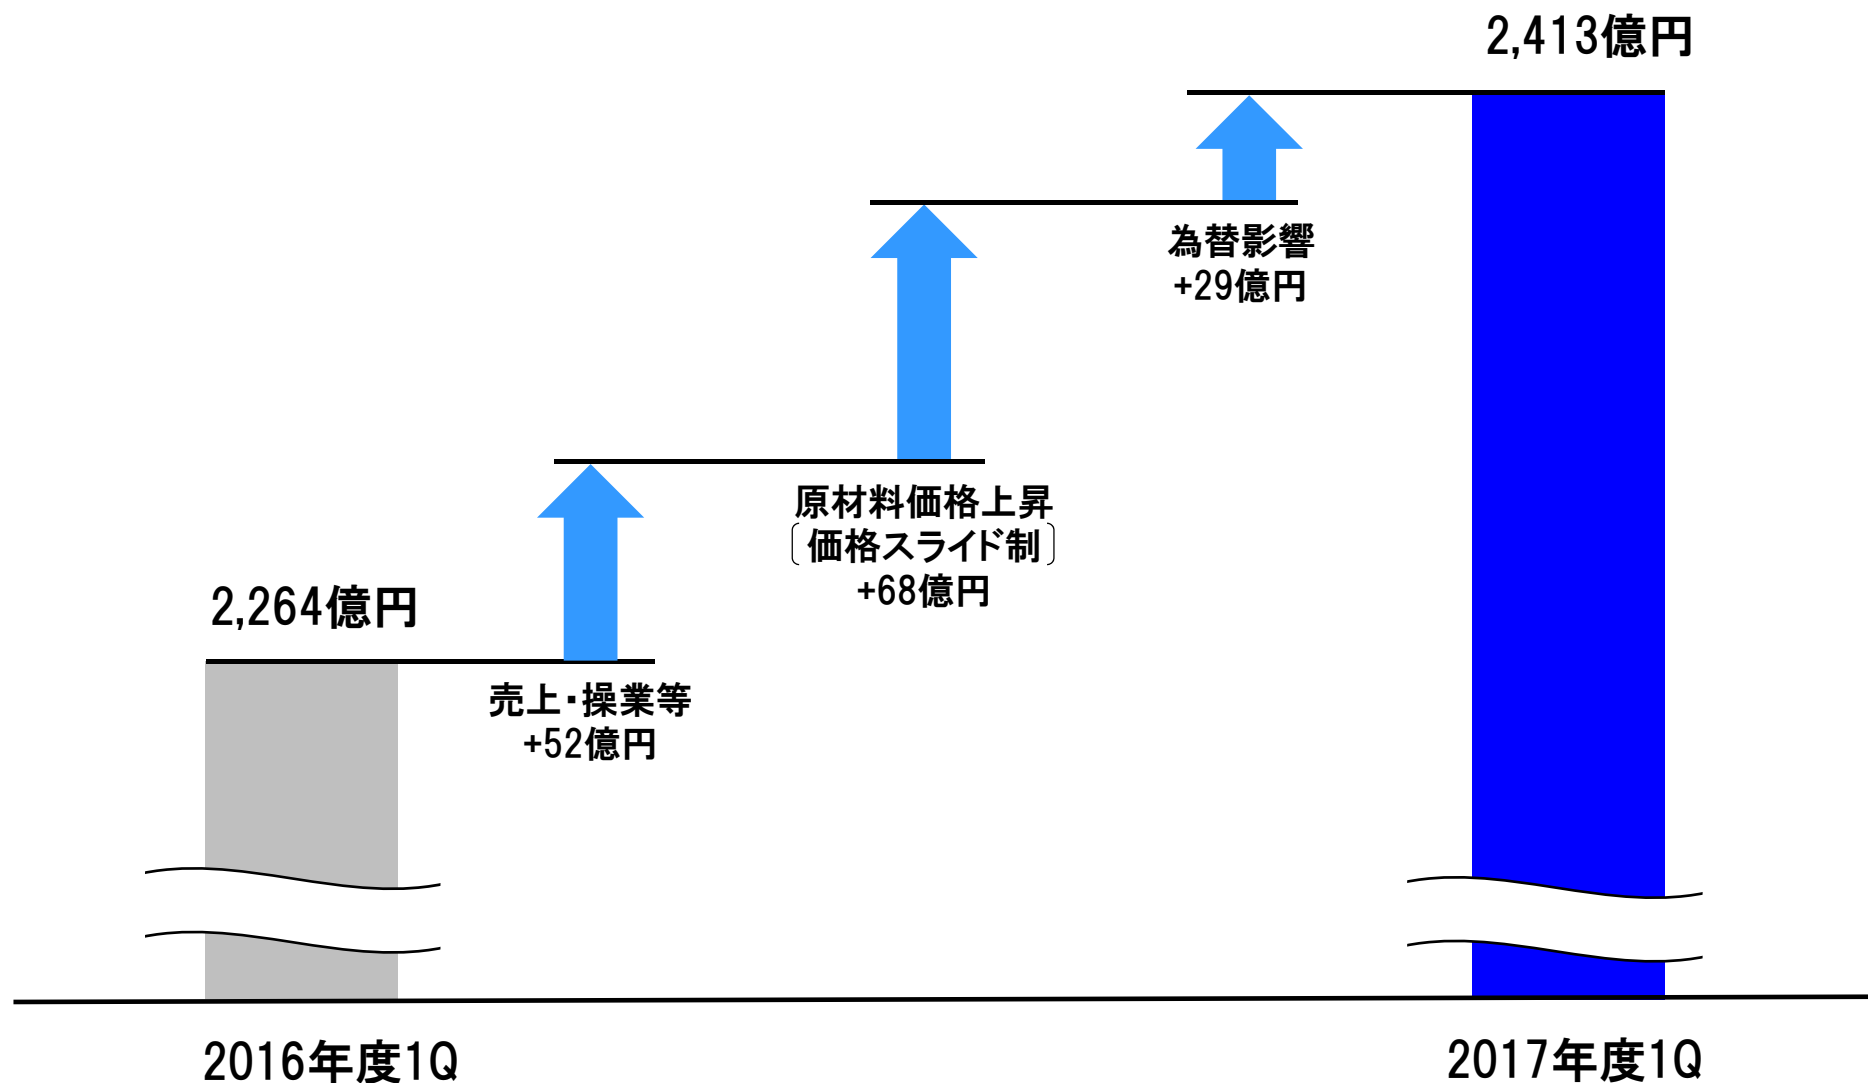 2,413億円
為替影響
+29億円
原材料価格上昇
〔価格スライド制〕
+68億円
2,264億円
売上・操業等
+52億円
2016年度1Q
2017年度1Q